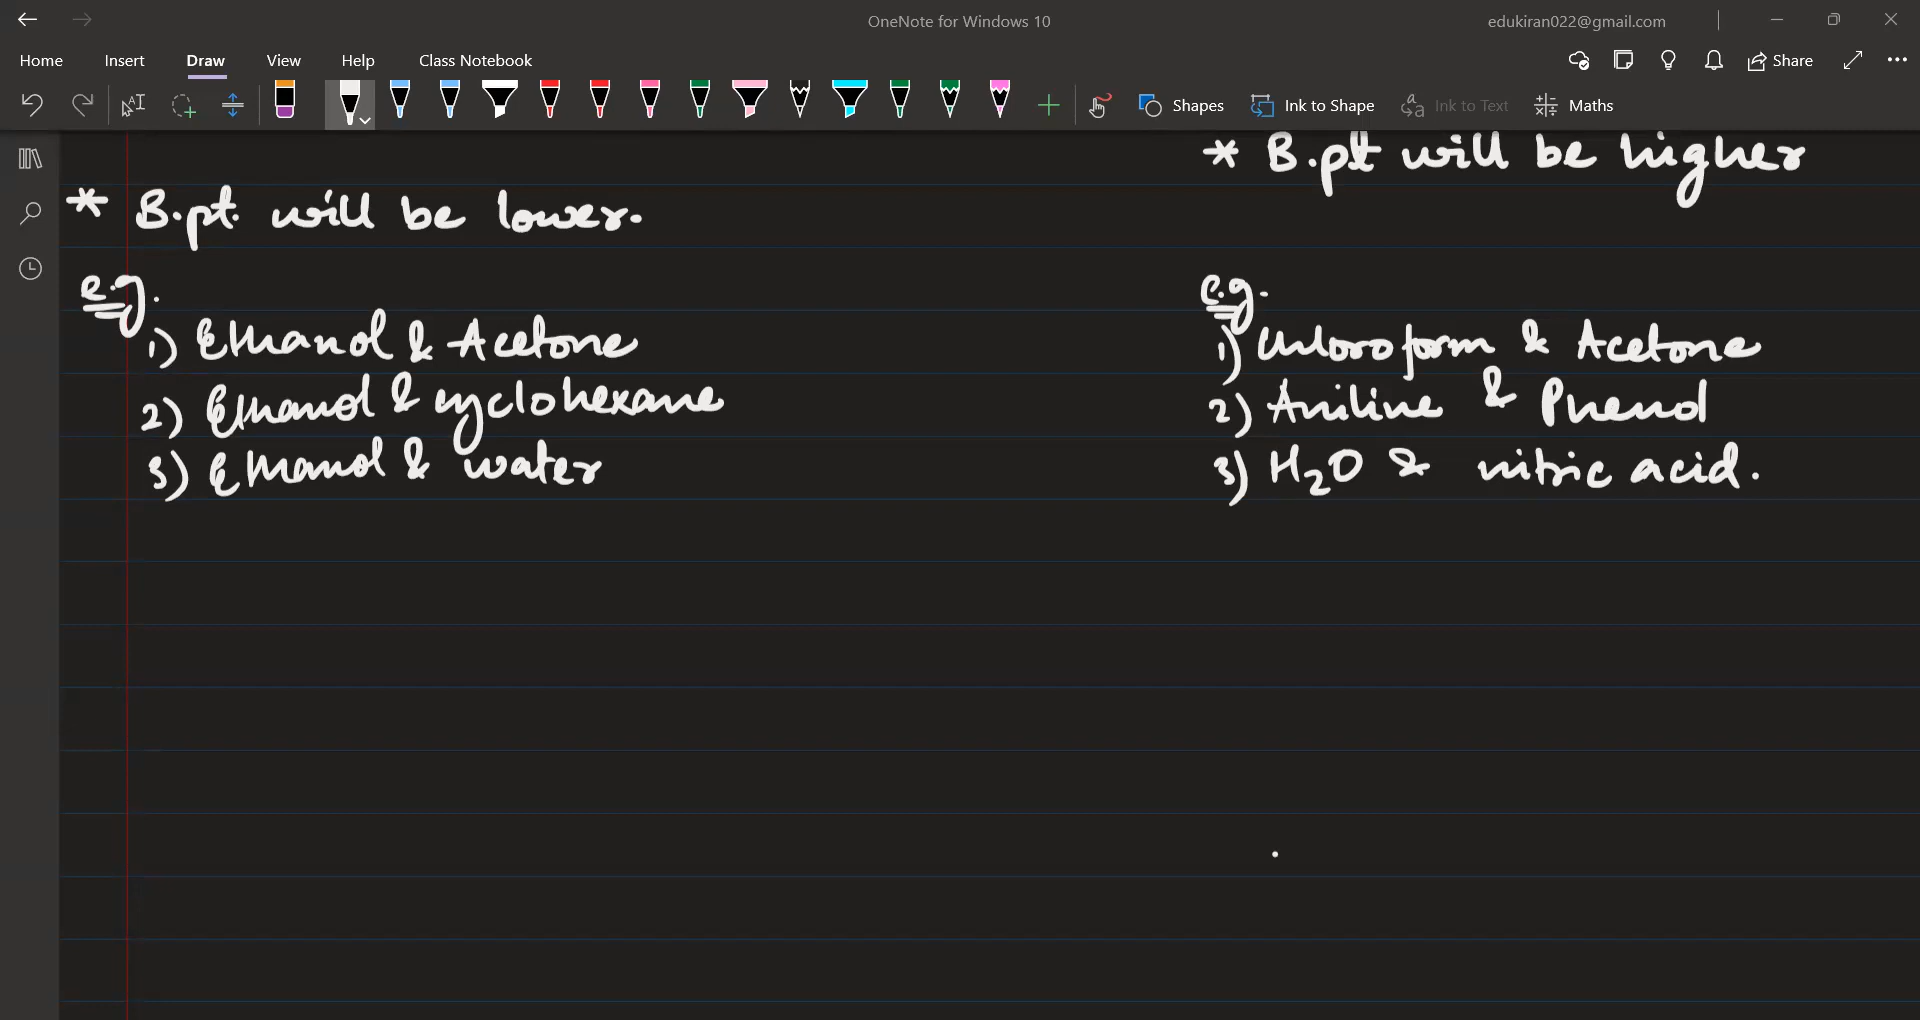 OneNote for Windows 10
edukiran022@gmail.com
Home Insert Draw View Help Class Notebook
Share
Shapes Ink to Shape Ink to Text Maths
* B.pt will be higher
* B.pt. will be lower.
e.g.
1) Ethanol & Acetone
2) Ethanol & cyclohexane
3) Ethanol & water
e.g.
1) Chloroform & Acetone
2) Aniline & Phenol
3) H₂O & nitric acid.